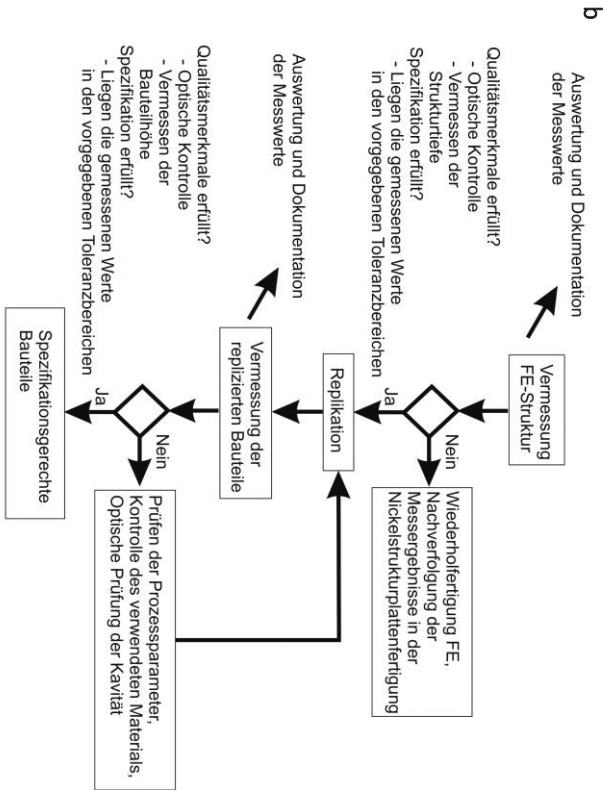 b
Auswertung und Dokumentation
der Messwerte
Vermessung
FE-Struktur
Qualitätsmerkmale erfüllt?
- Optische Kontrolle
- Vermessen der
Strukturtiefe
Spezifikation erfüllt?
- Liegen die gemessenen Werte
in den vorgegebenen Toleranzbereichen
Nein
Wiederholfertigung FE,
Nachverfolgung der
Messergebnisse in der
Nickelstrukturplattenfertigung
Ja
Replikation
Auswertung und Dokumentation
der Messwerte
Vermessung der
replizierten Bauteile
Qualitätsmerkmale erfüllt?
- Optische Kontrolle
- Vermessen der
Bauteilhöhe
Spezifikation erfüllt?
- Liegen die gemessenen Werte
in den vorgegebenen Toleranzbereichen
Nein
Prüfen der Prozessparameter,
Kontrolle des verwendeten Materials,
Optische Prüfung der Kavität
Ja
Spezifikationsgerechte
Bauteile